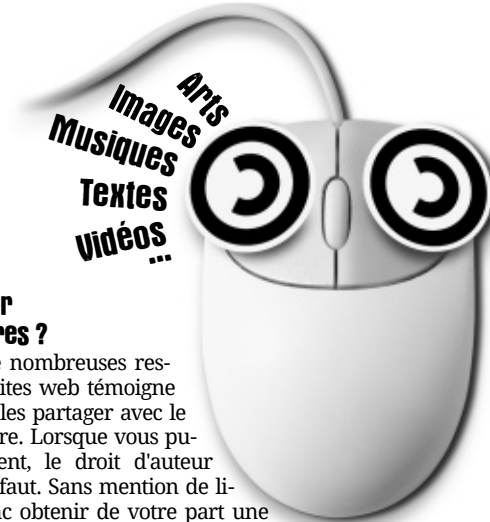 Arts
Images
Musiques
Textes
Vidéos
...
res ?
nombreuses res-
ites web témoigne
les partager avec le
re. Lorsque vous pu-
ent, le droit d'auteur
faut. Sans mention de li-
nc obtenir de votre part une